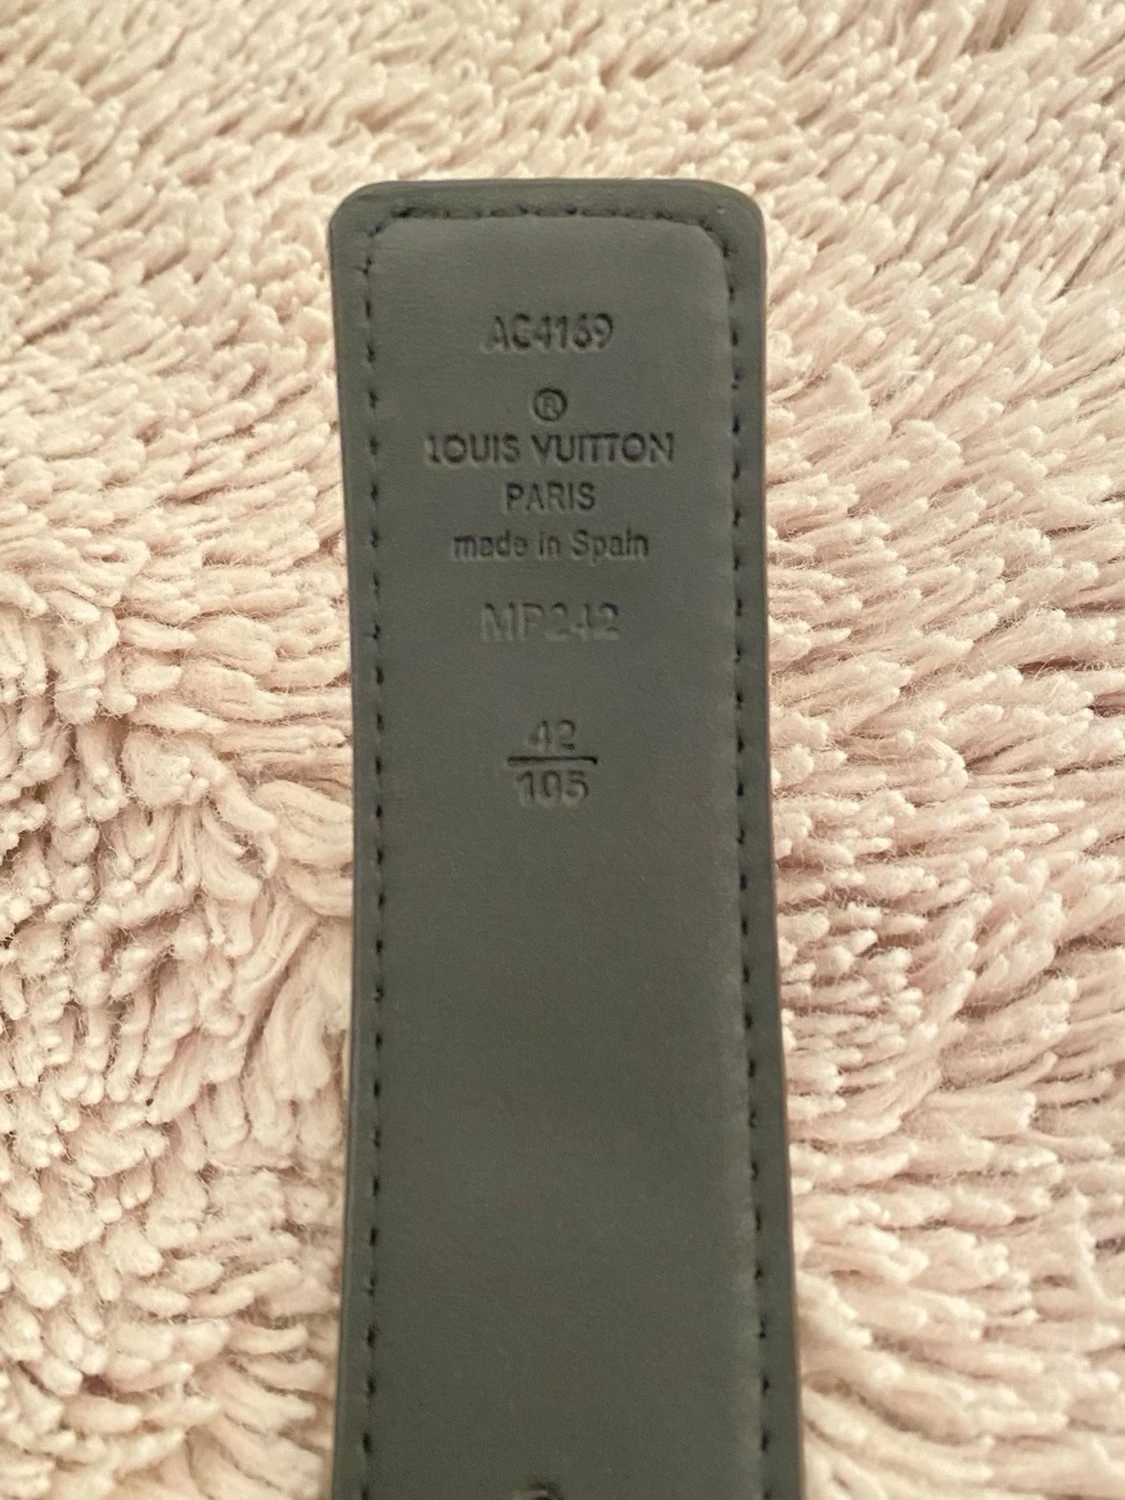 AC4169
®
LOUIS VUITTON
PARIS
made in Spain
MP242
42
105